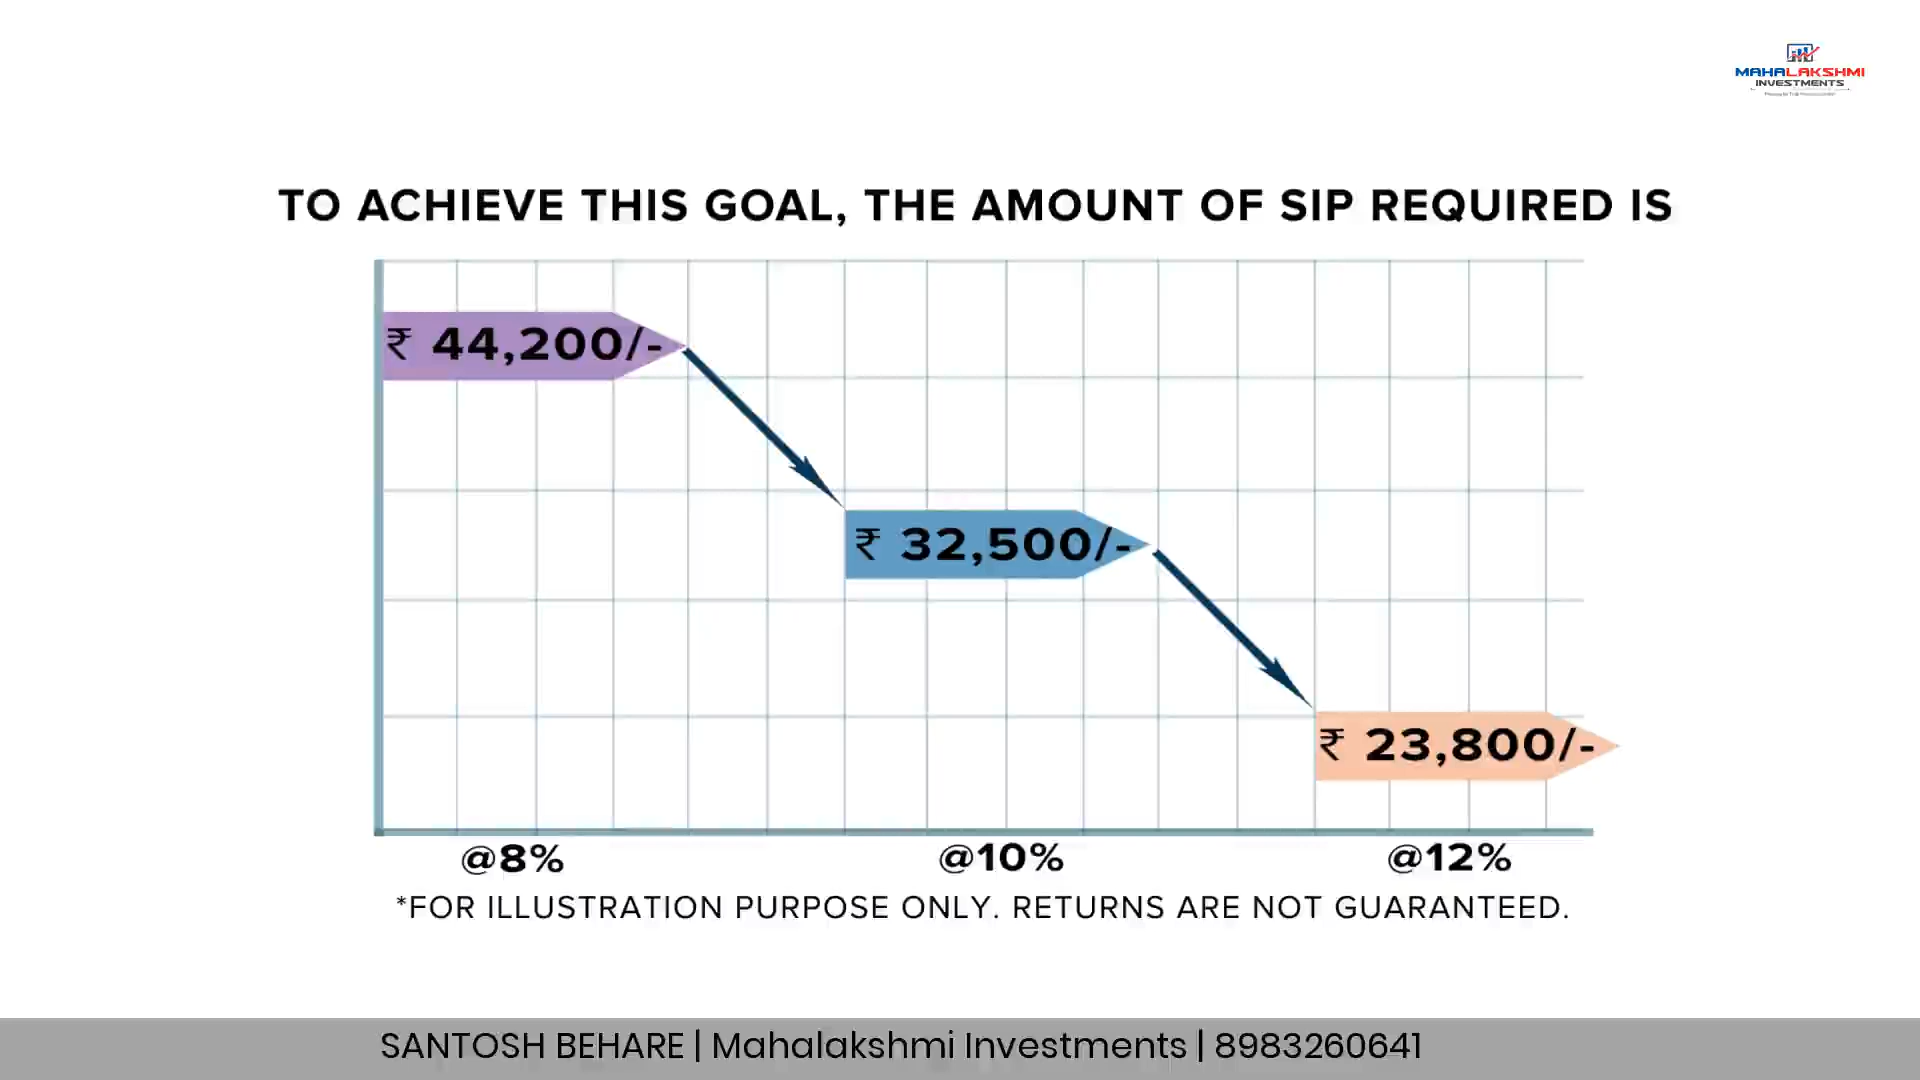 MAHALAKSHMI
INVESTMENTS
TO ACHIEVE THIS GOAL, THE AMOUNT OF SIP REQUIRED IS
₹ 44,200/-
₹ 32,500/-
₹ 23,800/-
@8% @10% @12%
*FOR ILLUSTRATION PURPOSE ONLY. RETURNS ARE NOT GUARANTEED.
SANTOSH BEHARE | Mahalakshmi Investments | 8983260641